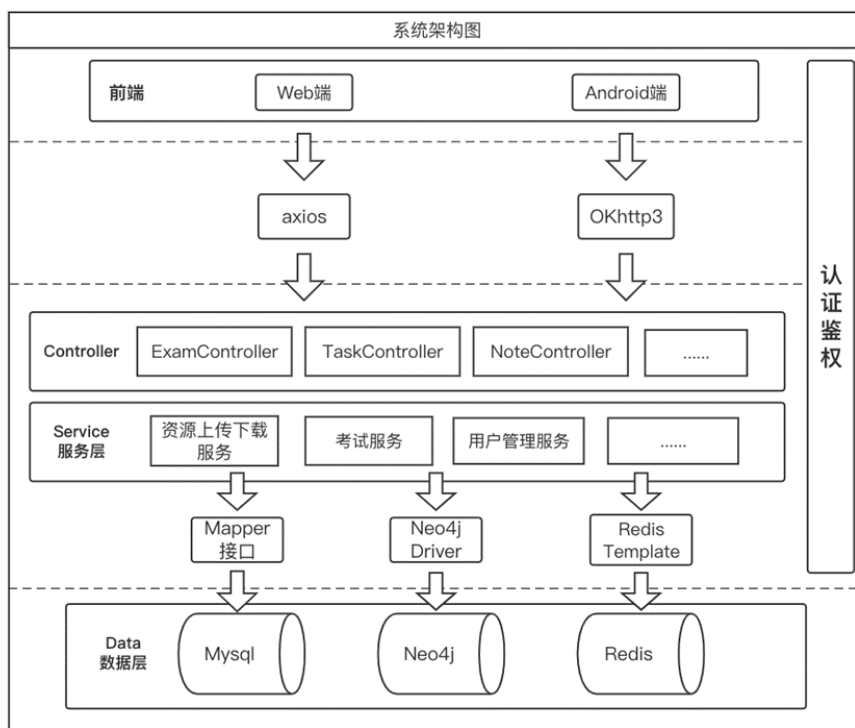 系统架构图
前端
Web端
Android端
axios
OKhttp3
认证鉴权
Controller
ExamController
TaskController
NoteController
......
Service
服务层
资源上传下载
服务
考试服务
用户管理服务
......
Mapper
接口
Neo4j
Driver
Redis
Template
Data
数据层
Mysql
Neo4j
Redis